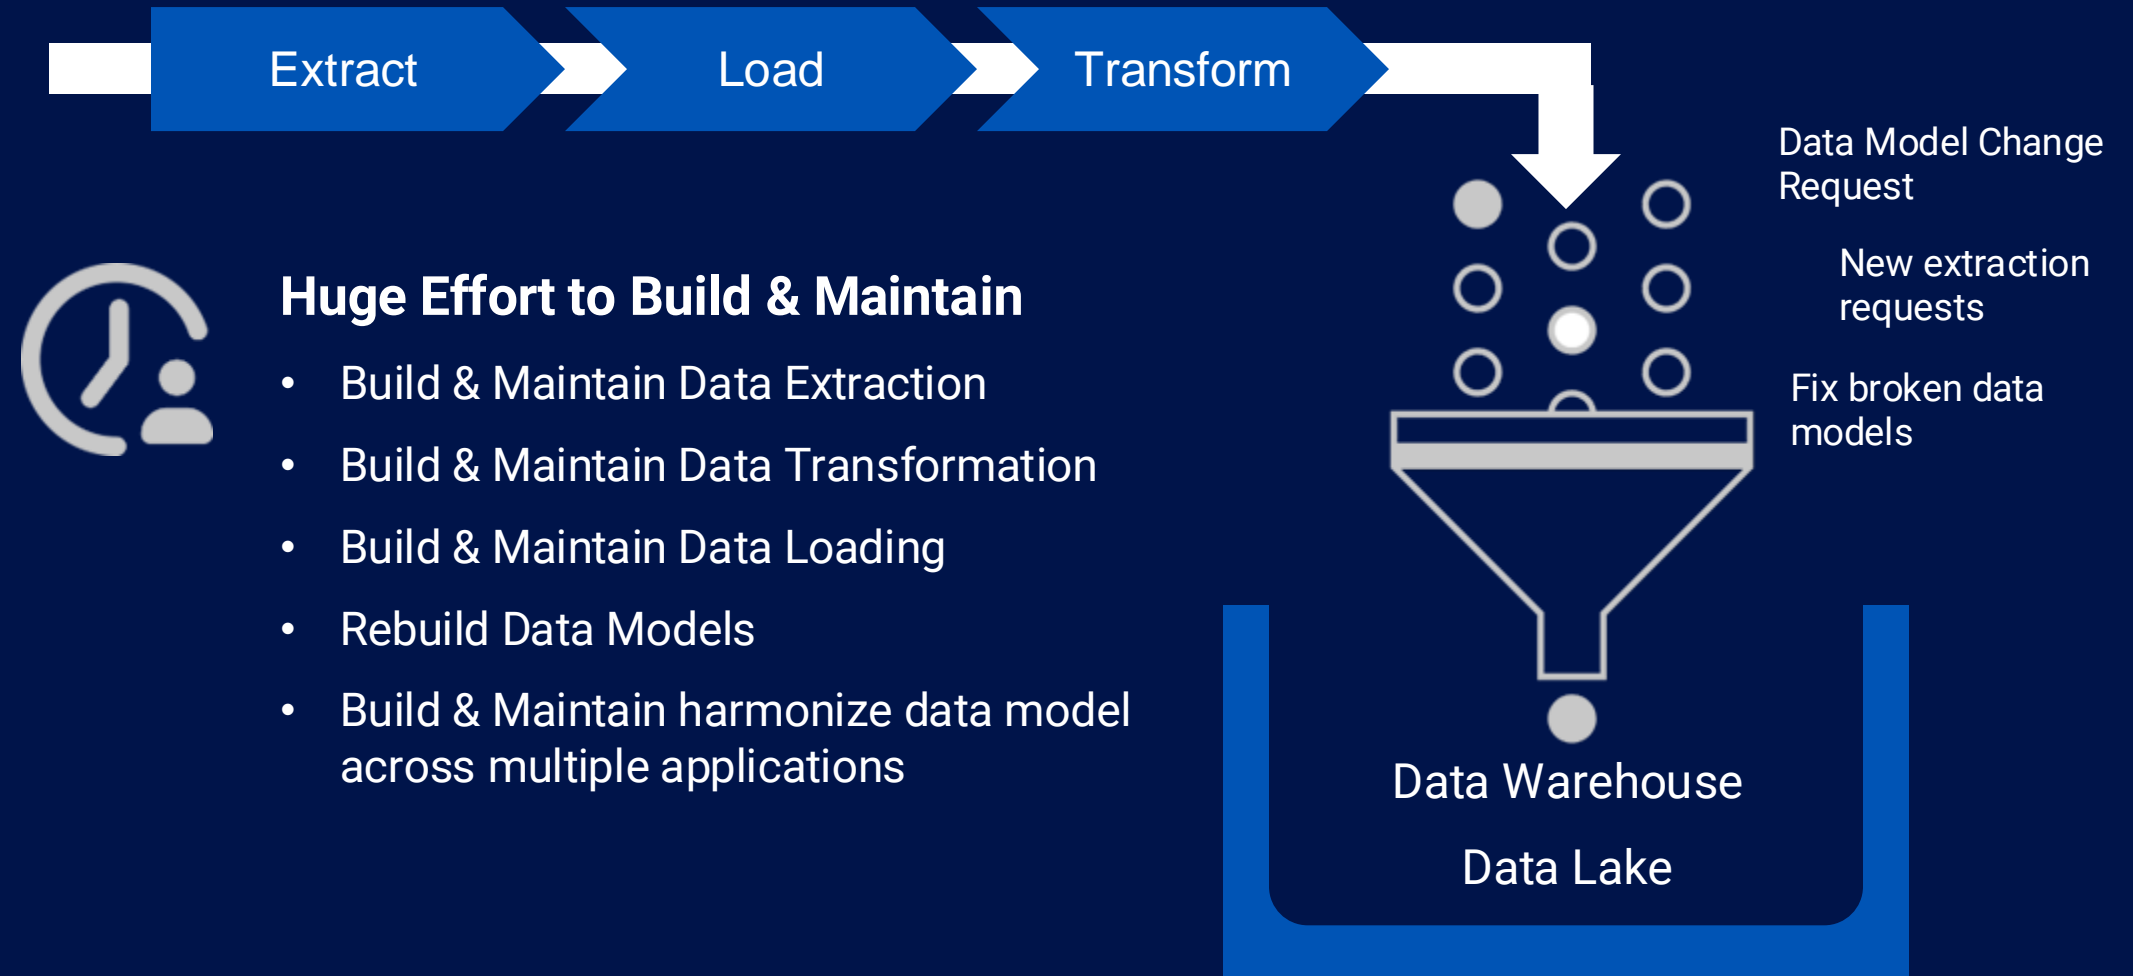 Extract
Load
Transform
Data Model Change
Request
New extraction
requests
Fix broken data
models
Huge Effort to Build & Maintain
• Build & Maintain Data Extraction
• Build & Maintain Data Transformation
• Build & Maintain Data Loading
• Rebuild Data Models
• Build & Maintain harmonize data model
across multiple applications
Data Warehouse
Data Lake